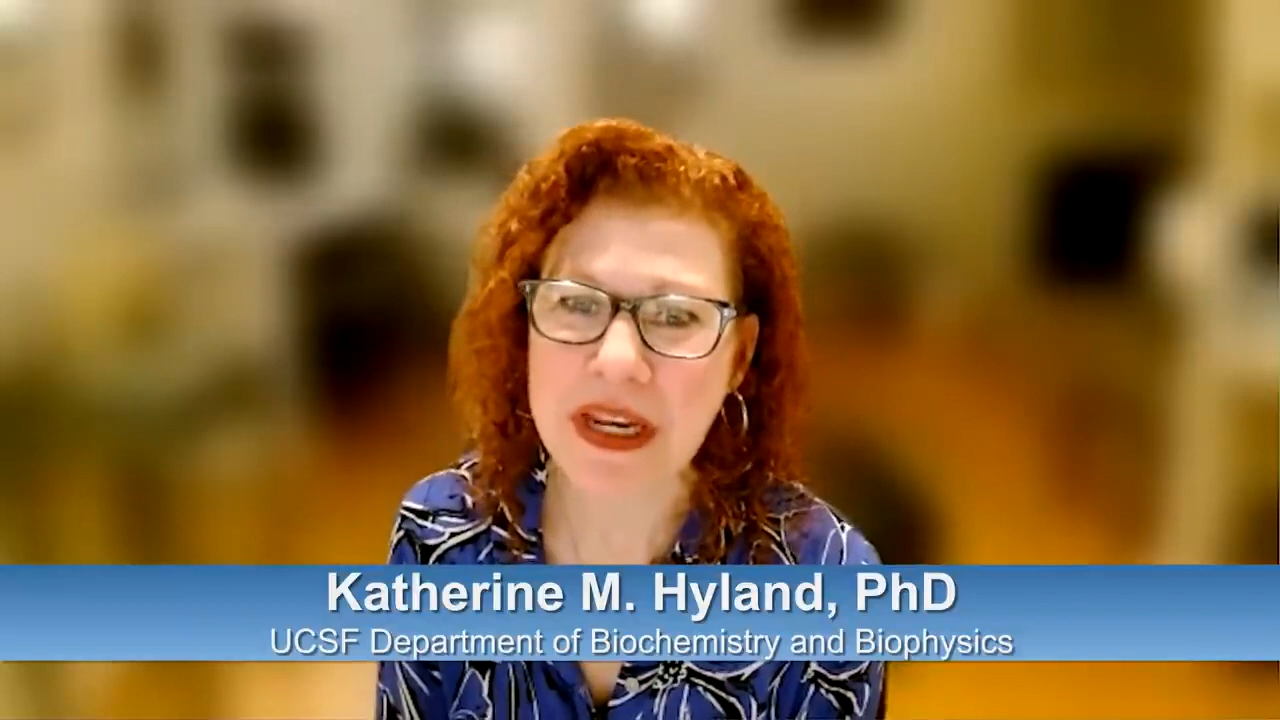 Katherine M. Hyland, PhD
UCSF Department of Biochemistry and Biophysics